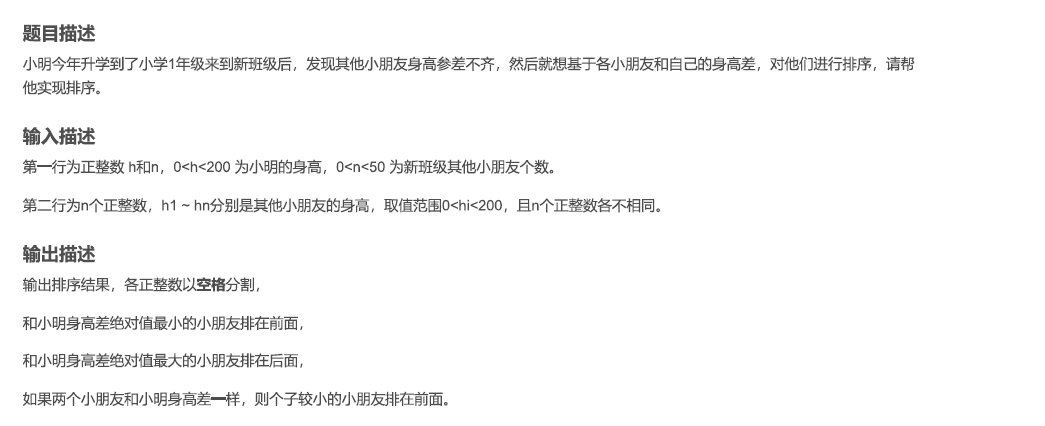 题目描述
小明今年升学到了小学1年级来到新班级后，发现其他小朋友身高参差不齐，然后就想基于各小朋友和自己的身高差，对他们进行排序，请帮
他实现排序。
输入描述
第一行为正整数 h和n，0<h<200 为小明的身高，0<n<50 为新班级其他小朋友个数。
第二行为n个正整数，h1 ~ hn分别是其他小朋友的身高，取值范围0<hi<200，且n个正整数各不相同。
输出描述
输出排序结果，各正整数以空格分割，
和小明身高差绝对值最小的小朋友排在前面，
和小明身高差绝对值最大的小朋友排在后面，
如果两个小朋友和小明身高差一样，则个子较小的小朋友排在前面。